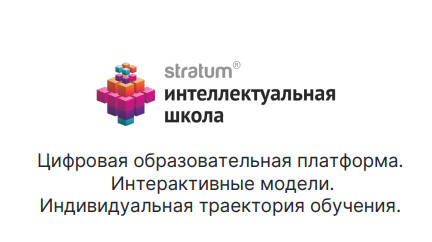 stratum®
интеллектуальная
школа
Цифровая образовательная платформа.
Интерактивные модели.
Индивидуальная траектория обучения.